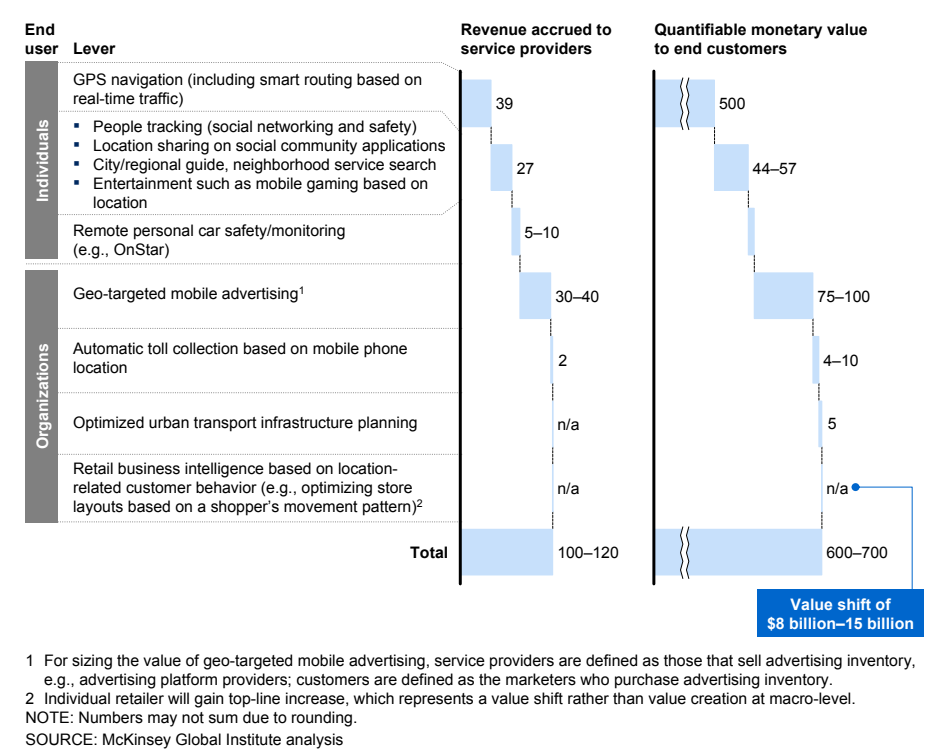 End user
Lever
Revenue accrued to
service providers
Quantifiable monetary value
to end customers
Individuals
GPS navigation (including smart routing based on
real-time traffic)
39
500
▪ People tracking (social networking and safety)
▪ Location sharing on social community applications
▪ City/regional guide, neighborhood service search
▪ Entertainment such as mobile gaming based on
location
27
44–57
Remote personal car safety/monitoring
(e.g., OnStar)
5–10
Organizations
Geo-targeted mobile advertising1
30–40
75–100
Automatic toll collection based on mobile phone
location
2
4–10
Optimized urban transport infrastructure planning
n/a
5
Retail business intelligence based on location-
related customer behavior (e.g., optimizing store
layouts based on a shopper’s movement pattern)2
n/a
n/a
Total
100–120
600–700
Value shift of
$8 billion–15 billion
1 For sizing the value of geo-targeted mobile advertising, service providers are defined as those that sell advertising inventory,
e.g., advertising platform providers; customers are defined as the marketers who purchase advertising inventory.
2 Individual retailer will gain top-line increase, which represents a value shift rather than value creation at macro-level.
NOTE: Numbers may not sum due to rounding.
SOURCE: McKinsey Global Institute analysis